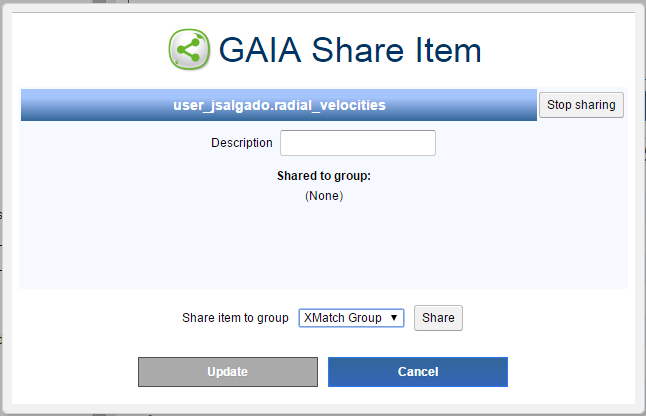 GAIA Share Item
user_jsalgado.radial_velocities
Stop sharing
Description
Shared to group:
(None)
Share item to group XMatch Group ▼ Share
Update Cancel